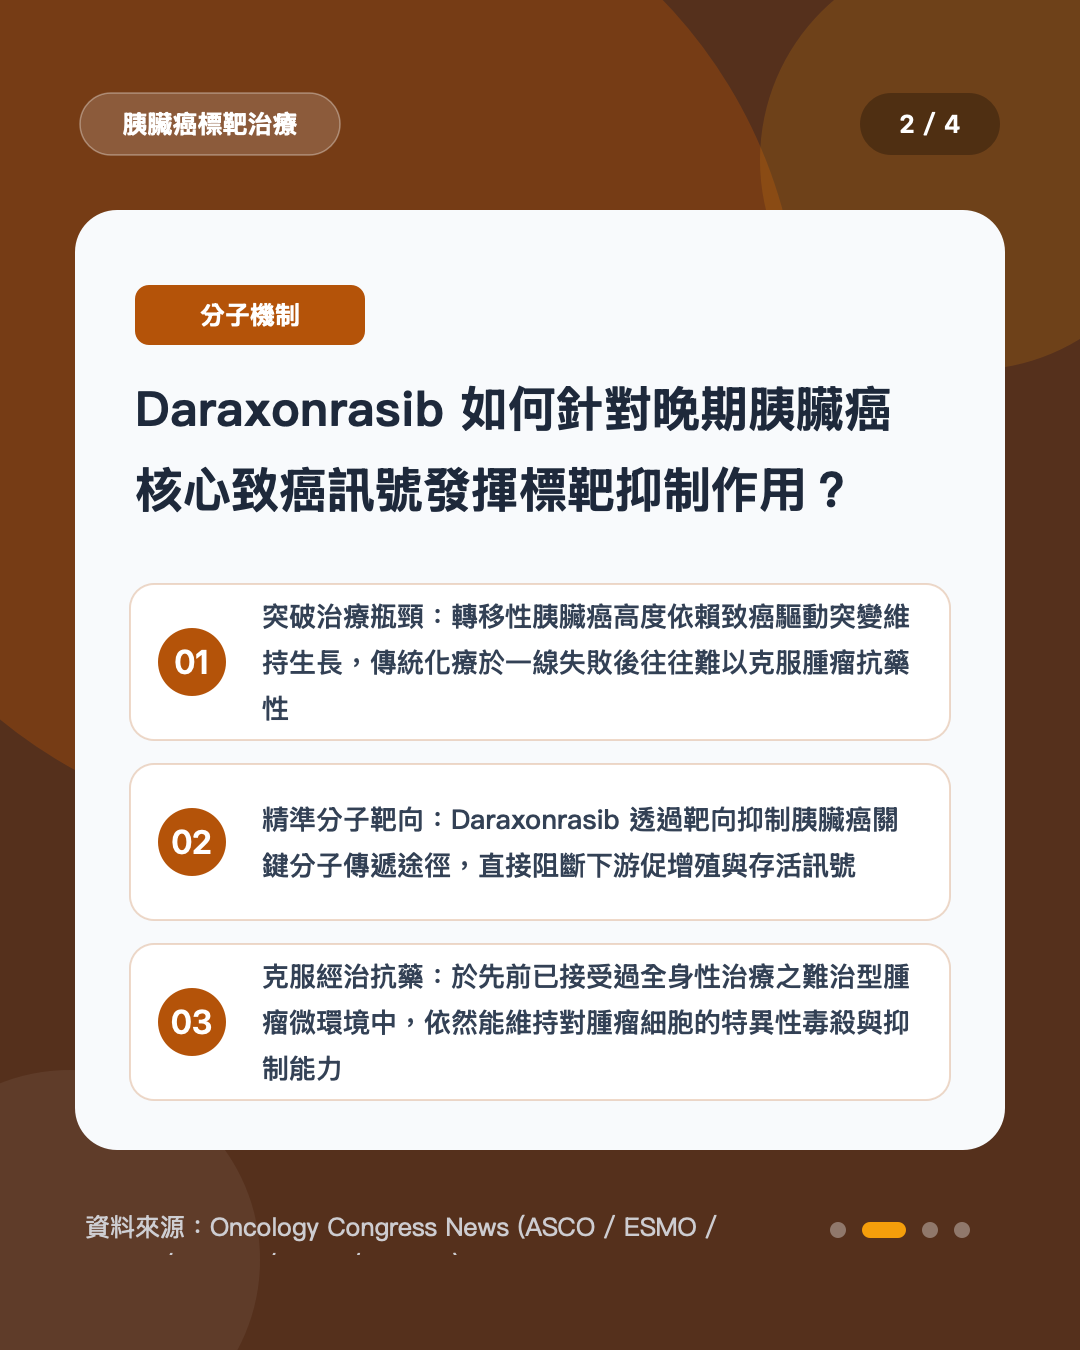 胰臟癌標靶治療
2 / 4
分子機制
Daraxonrasib 如何針對晚期胰臟癌
核心致癌訊號發揮標靶抑制作用？
01
突破治療瓶頸：轉移性胰臟癌高度依賴致癌驅動突變維
持生長，傳統化療於一線失敗後往往難以克服腫瘤抗藥
性
02
精準分子靶向：Daraxonrasib 透過靶向抑制胰臟癌關
鍵分子傳遞途徑，直接阻斷下游促增殖與存活訊號
03
克服經治抗藥：於先前已接受過全身性治療之難治型腫
瘤微環境中，依然能維持對腫瘤細胞的特異性毒殺與抑
制能力
資料來源：Oncology Congress News (ASCO / ESMO /